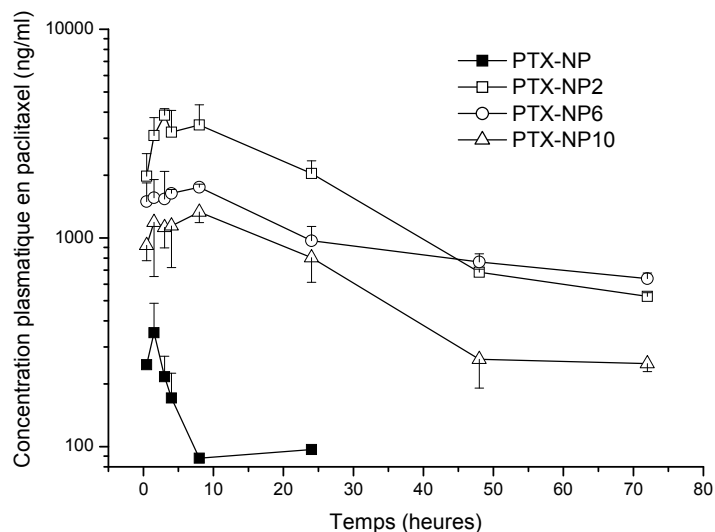 Concentration plasmatique en paclitaxel (ng/ml)
10000
1000
100
PTX-NP
PTX-NP2
PTX-NP6
PTX-NP10
0 10 20 30 40 50 60 70 80
Temps (heures)